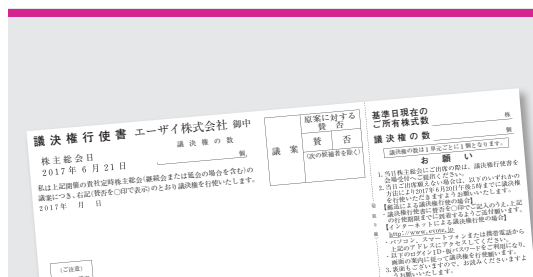 議決権行使書 エーザイ株式会社 御中
株主総会日
2017年 6月21日
議決権の数 個
私は上記開催の貴社定時株主総会(継続会または延会の場合を含む)の
議案につき、右記(賛否を○印で表示)のとおり議決権を行使いたします。
2017年 月 日
(ご注意)
議案
原案に対する
賛否
賛 否
(次の候補者を除く)
基準日現在の
ご所有株式数 株
議決権の数 個
議決権の数は1単元ごとに1個となります。
お願い
1. 当日株主総会にご出席の際は、議決権行使書を
会場受付へご提出ください。
2. 当日ご出席願えない場合は、以下のいずれかの
方法により2017年6月20日午後5時までに議決権
を行使いただきますようお願いいたします。
【郵送による議決権行使の場合】
・議決権行使書に賛否を○印でご記入のうえ、上記
の行使期限までに到着するようご送付願います。
【インターネットによる議決権行使の場合】
http://www.evote.jp
・パソコン、スマートフォンまたは携帯電話から
上記のアドレスにアクセスしてください。
・以下のログインID・仮パスワードをご利用になり、
画面の案内に従って議決権を行使願います。
3. 裏面もございますので、お読みくださいますよ
うお願いいたします。